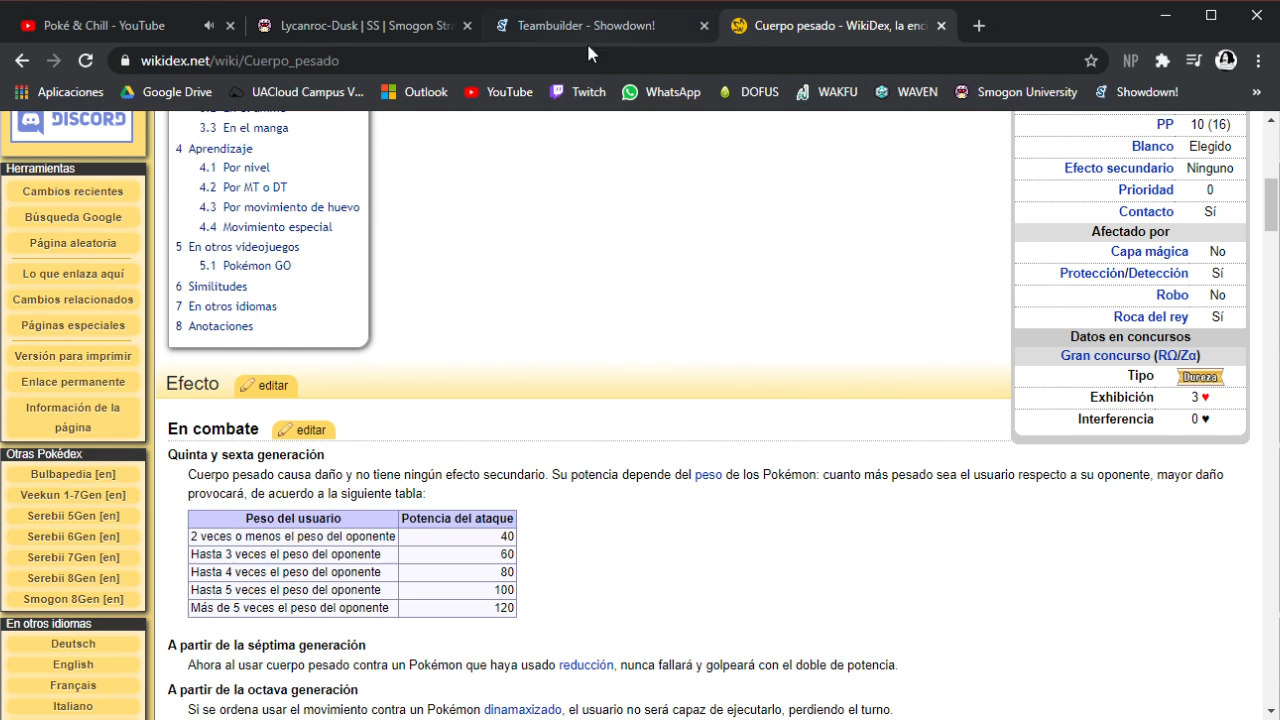 Poké & Chill - YouTube
Lycanroc-Dusk | SS | Smogon Stra
Teambuilder - Showdown!
Cuerpo pesado - WikiDex, la enci
wikidex.net/wiki/Cuerpo_pesado
NP
Aplicaciones
Google Drive
UACloud Campus V...
Outlook
YouTube
Twitch
WhatsApp
DOFUS
WAKFU
WAVEN
Smogon University
Showdown!
»
DISCORD
Herramientas
Cambios recientes
Búsqueda Google
Página aleatoria
Lo que enlaza aquí
Cambios relacionados
Páginas especiales
Versión para imprimir
Enlace permanente
Información de la
página
Otras Pokédex
Bulbapedia [en]
Veekun 1-7Gen [en]
Serebii 5Gen [en]
Serebii 6Gen [en]
Serebii 7Gen [en]
Serebii 8Gen [en]
Smogon 8Gen [en]
En otros idiomas
Deutsch
English
Français
Italiano
3.3 En el manga
4 Aprendizaje
4.1 Por nivel
4.2 Por MT o DT
4.3 Por movimiento de huevo
4.4 Movimiento especial
5 En otros videojuegos
5.1 Pokémon GO
6 Similitudes
7 En otros idiomas
8 Anotaciones
PP 10 (16)
Blanco Elegido
Efecto secundario Ninguno
Prioridad 0
Contacto Sí
Afectado por
Capa mágica No
Protección/Detección Sí
Robo No
Roca del rey Sí
Datos en concursos
Gran concurso (RΩ/Zα)
Tipo Dureza
Exhibición 3 ♥
Interferencia 0 ♥
Efecto editar
En combate editar
Quinta y sexta generación
Cuerpo pesado causa daño y no tiene ningún efecto secundario. Su potencia depende del peso de los Pokémon: cuanto más pesado sea el usuario respecto a su oponente, mayor daño
provocará, de acuerdo a la siguiente tabla:
Peso del usuario Potencia del ataque
2 veces o menos el peso del oponente 40
Hasta 3 veces el peso del oponente 60
Hasta 4 veces el peso del oponente 80
Hasta 5 veces el peso del oponente 100
Más de 5 veces el peso del oponente 120
A partir de la séptima generación
Ahora al usar cuerpo pesado contra un Pokémon que haya usado reducción, nunca fallará y golpeará con el doble de potencia.
A partir de la octava generación
Si se ordena usar el movimiento contra un Pokémon dinamaxizado, el usuario no será capaz de ejecutarlo, perdiendo el turno.